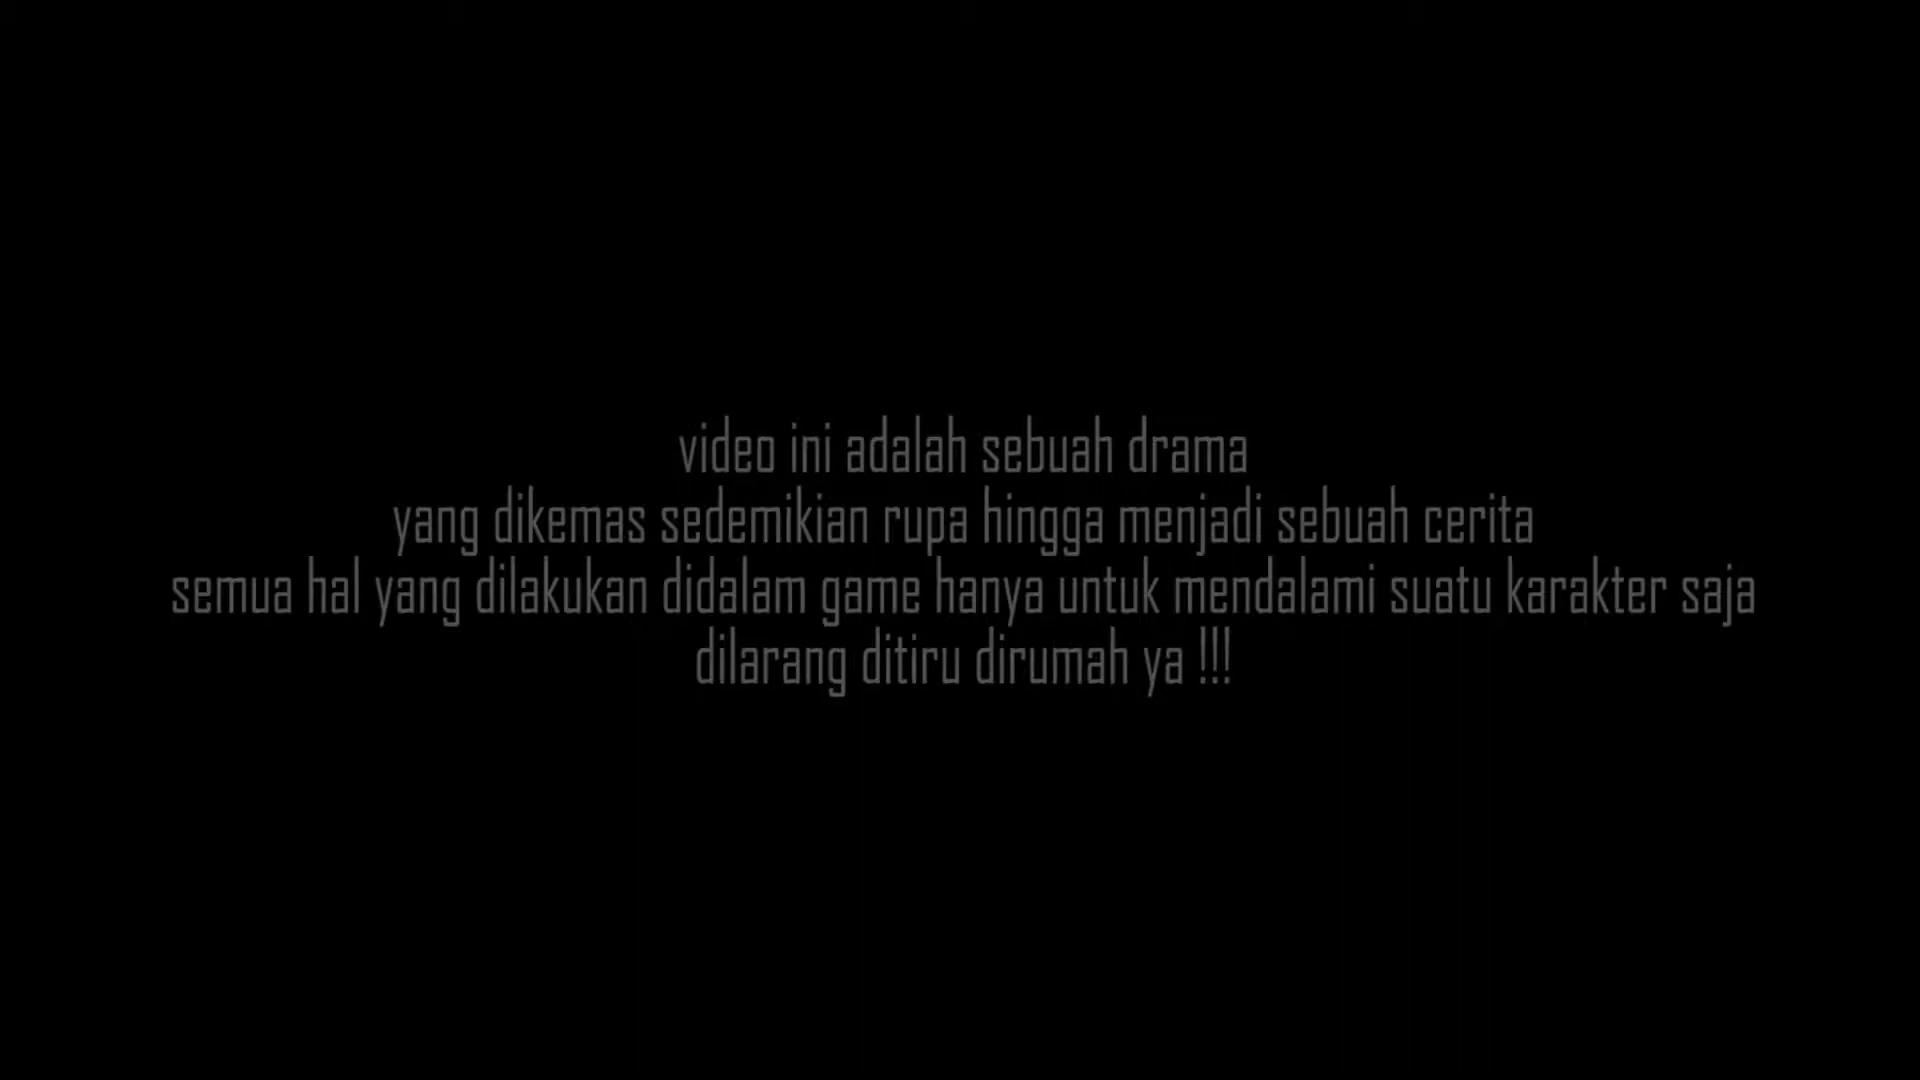 video ini adalah sebuah drama
yang dikemas sedemikian rupa hingga menjadi sebuah cerita
semua hal yang dilakukan didalam game hanya untuk mendalami suatu karakter saja
dilarang ditiru dirumah ya !!!